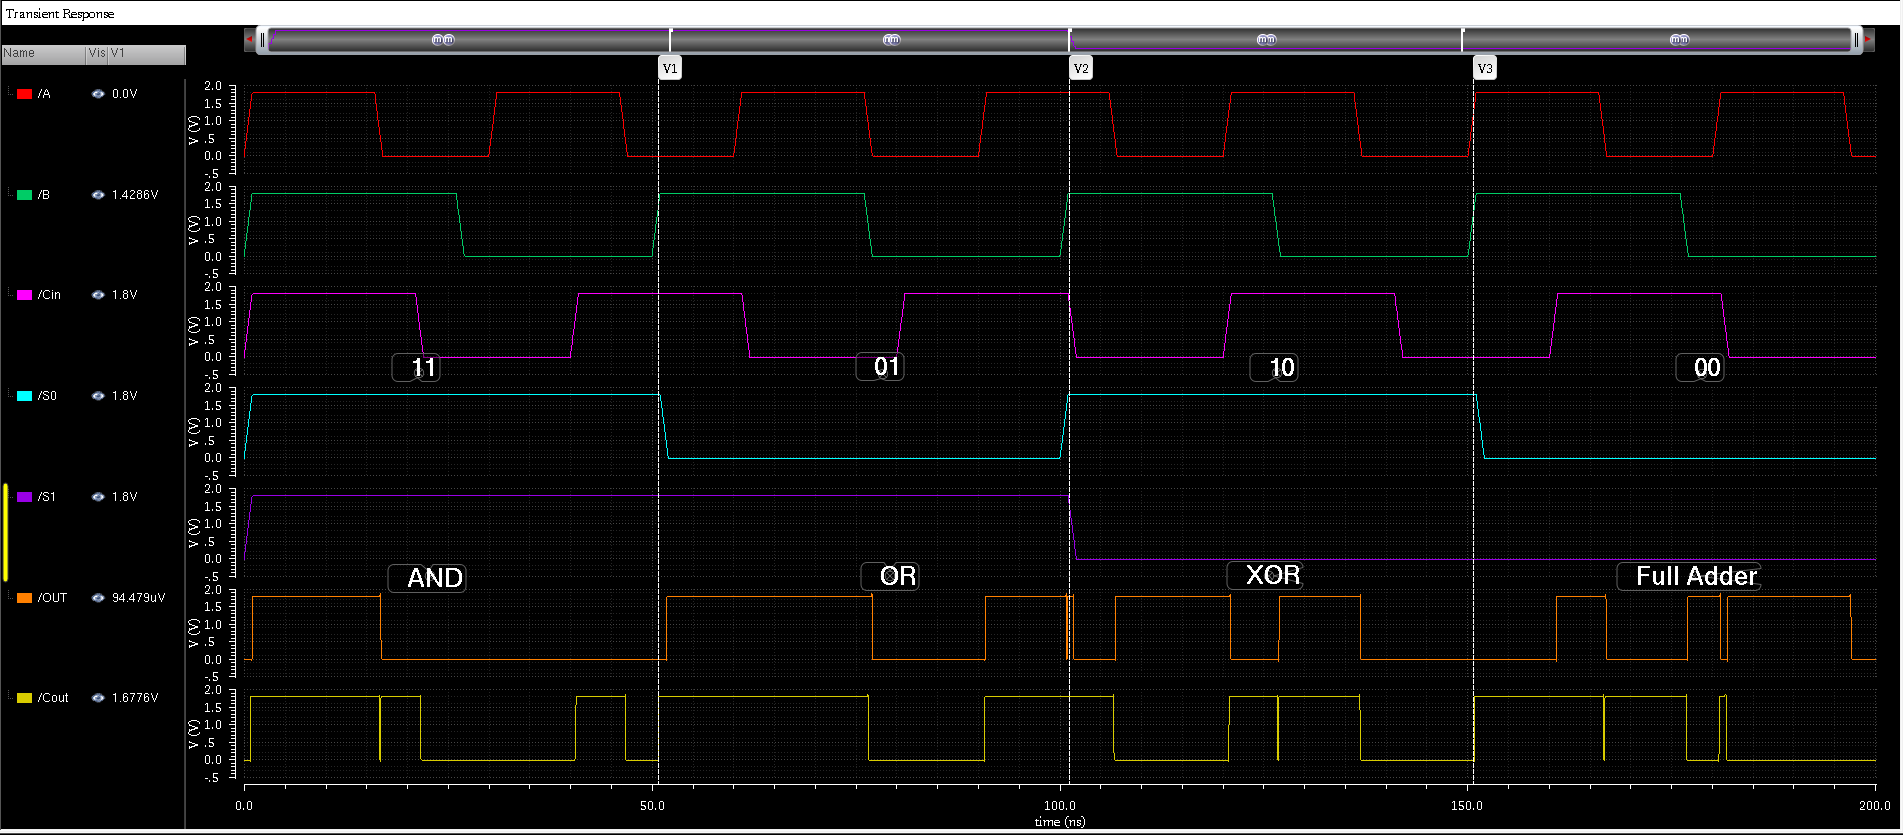 Transient Response
Name Vis V1
V1 V2 V3
/A 0.0V
2.0
1.5
1.0
.5
0.0
-.5
V (V)
/B 1.4286V
2.0
1.5
1.0
.5
0.0
-.5
V (V)
/Cin 1.8V
2.0
1.5
1.0
.5
0.0
-.5
V (V)
11 01 10 00
/S0 1.8V
2.0
1.5
1.0
.5
0.0
-.5
V (V)
/S1 1.8V
2.0
1.5
1.0
.5
0.0
-.5
V (V)
AND OR XOR Full Adder
/OUT 94.479uV
2.0
1.5
1.0
.5
0.0
-.5
V (V)
/Cout 1.6776V
2.0
1.5
1.0
.5
0.0
-.5
V (V)
0.0 50.0 100.0 150.0 200.0
time (ns)